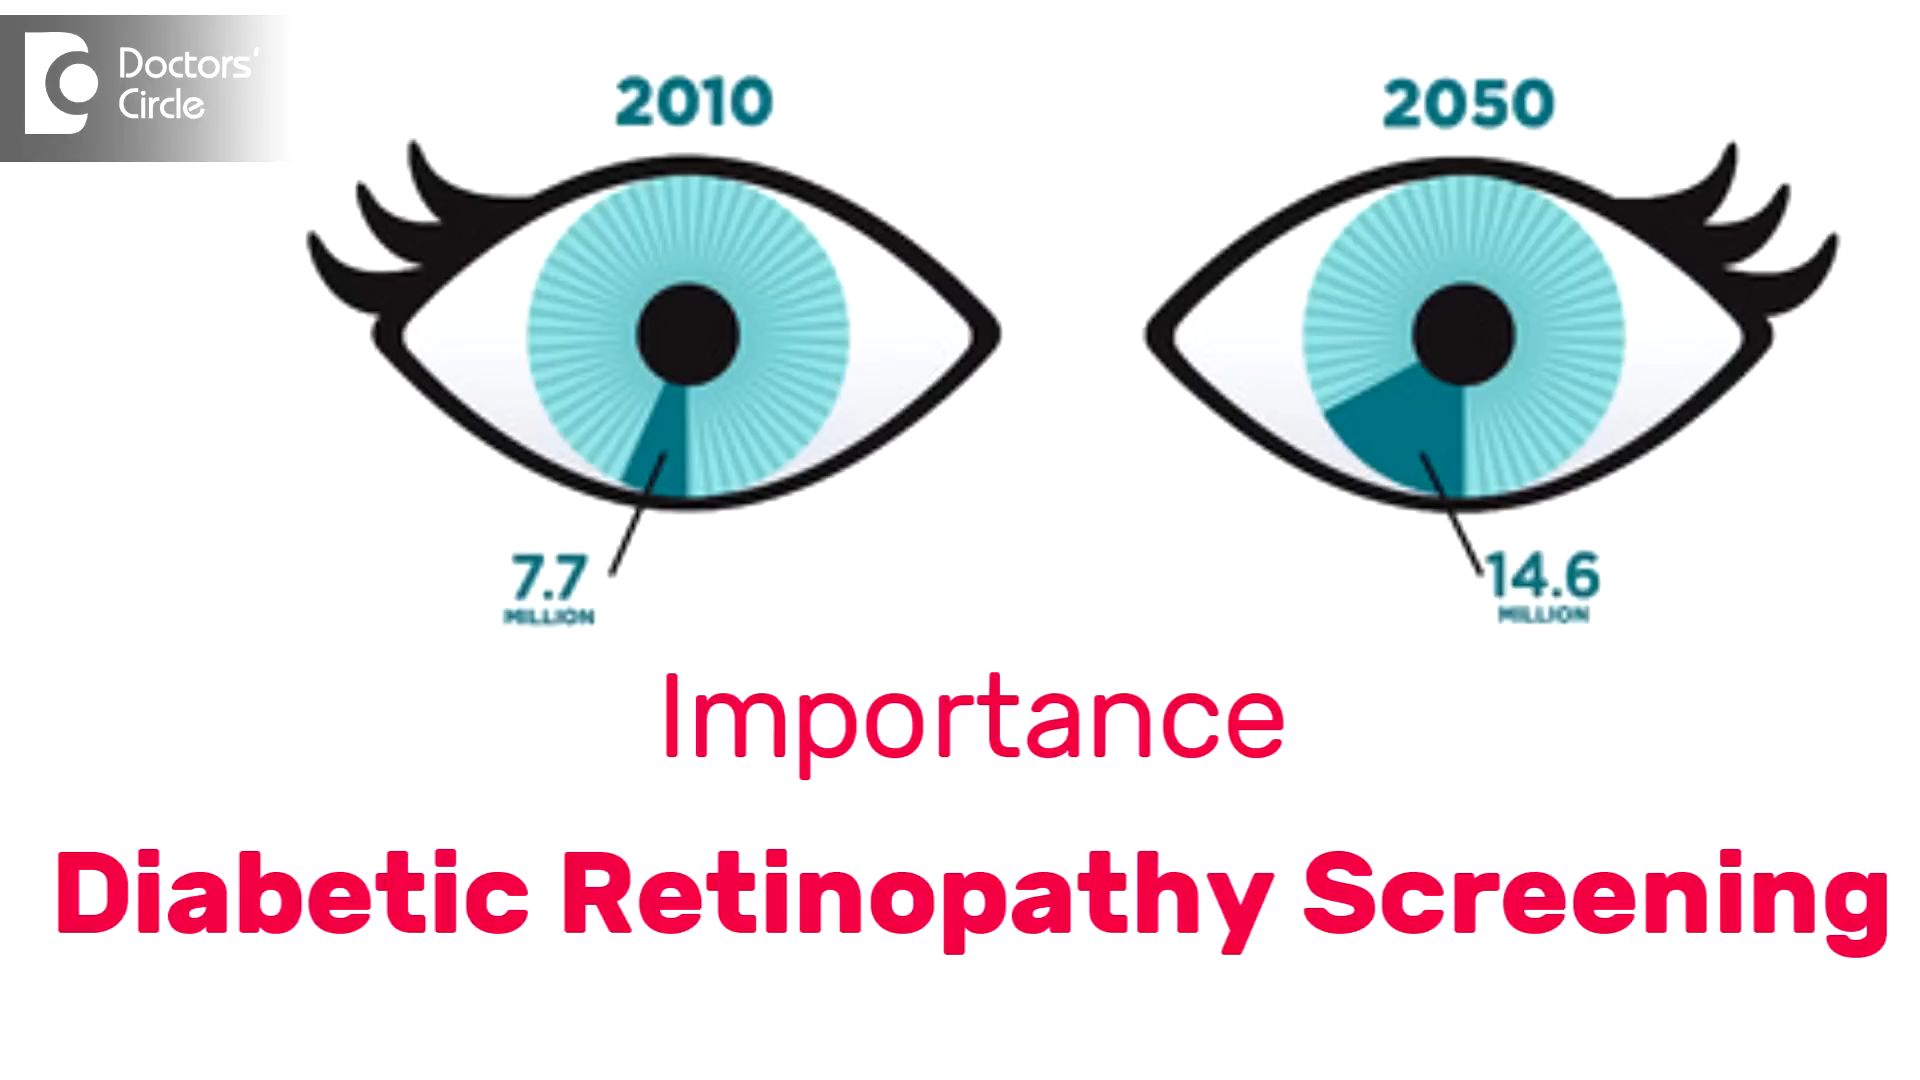 Doctors'
Circle
2010
2050
7.7
MILLION
14.6
MILLION
Importance
Diabetic Retinopathy Screening